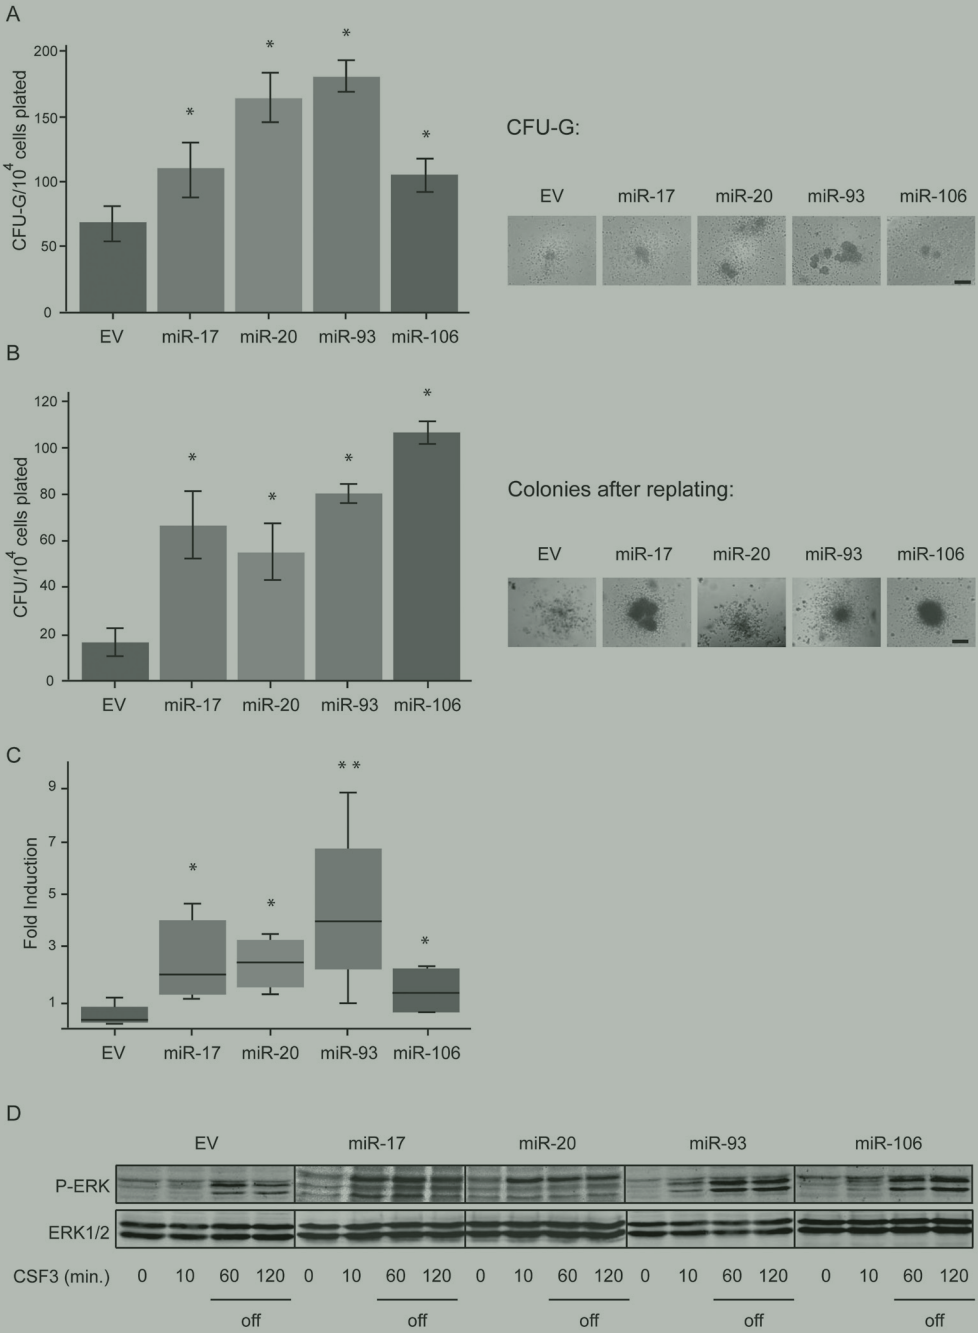 A
200
150
100
50
0
CFU-G/10⁴ cells plated
* * * *
EV miR-17 miR-20 miR-93 miR-106
CFU-G:
EV miR-17 miR-20 miR-93 miR-106
B
120
100
80
60
40
20
0
CFU/10⁴ cells plated
* * * *
EV miR-17 miR-20 miR-93 miR-106
Colonies after replating:
EV miR-17 miR-20 miR-93 miR-106
C
9
7
5
3
1
Fold Induction
* * ** *
EV miR-17 miR-20 miR-93 miR-106
D
EV miR-17 miR-20 miR-93 miR-106
P-ERK
ERK1/2
CSF3 (min.) 0 10 60 120 0 10 60 120 0 10 60 120 0 10 60 120 0 10 60 120
off off off off off